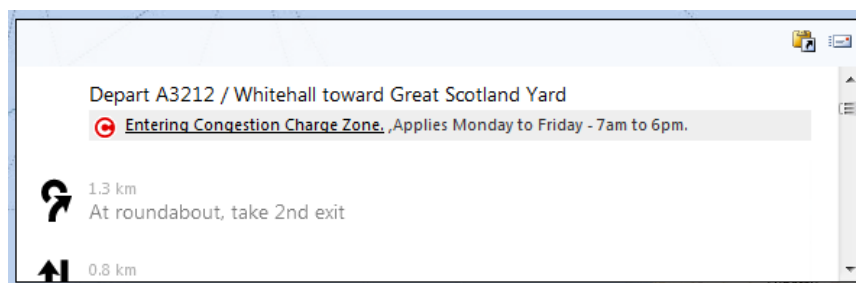 Depart A3212 / Whitehall toward Great Scotland Yard
Entering Congestion Charge Zone. ,Applies Monday to Friday - 7am to 6pm.
1.3 km
At roundabout, take 2nd exit
0.8 km